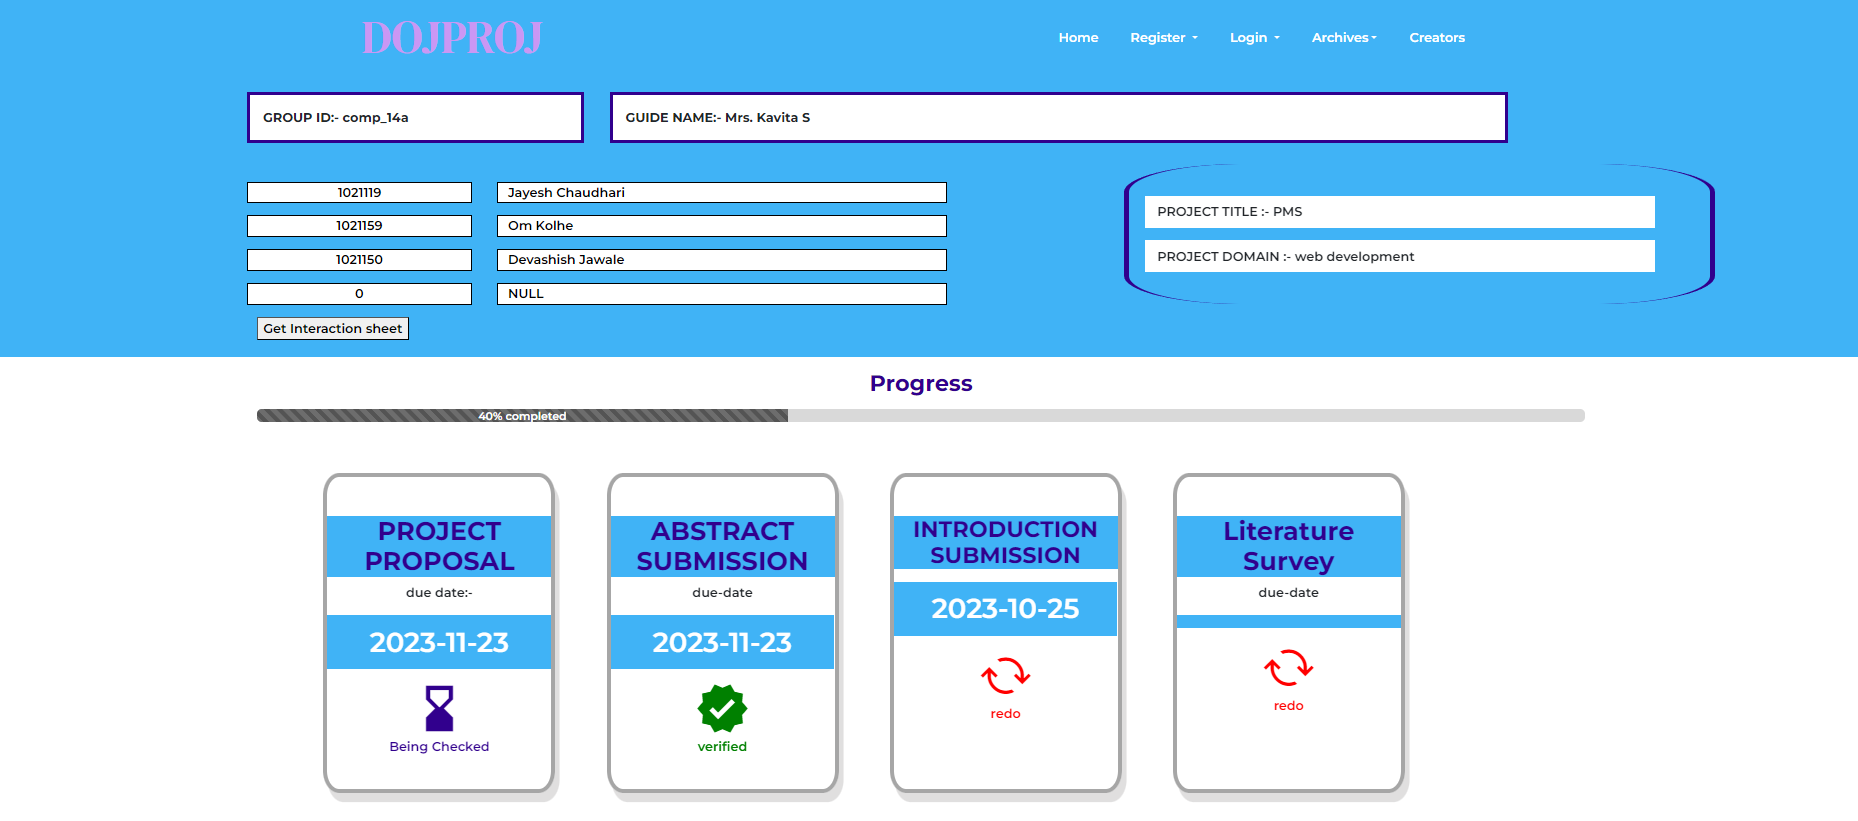 DOJPROJ
Home Register Login Archives Creators
GROUP ID:- comp_14a
GUIDE NAME:- Mrs. Kavita S
1021119 Jayesh Chaudhari
1021159 Om Kolhe
1021150 Devashish Jawale
0 NULL
Get Interaction sheet
PROJECT TITLE :- PMS
PROJECT DOMAIN :- web development
Progress
40% completed
PROJECT
PROPOSAL
due date:-
2023-11-23
Being Checked
ABSTRACT
SUBMISSION
due-date
2023-11-23
verified
INTRODUCTION
SUBMISSION
2023-10-25
redo
Literature
Survey
due-date
redo